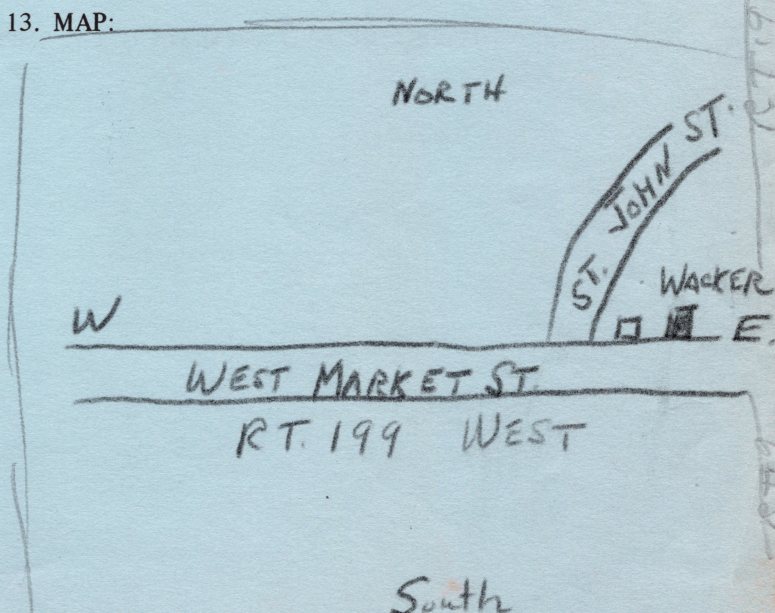 13. MAP:
NORTH
ST. JOHN ST.
WACKER
W
E.
WEST MARKET ST.
RT. 199 WEST
South